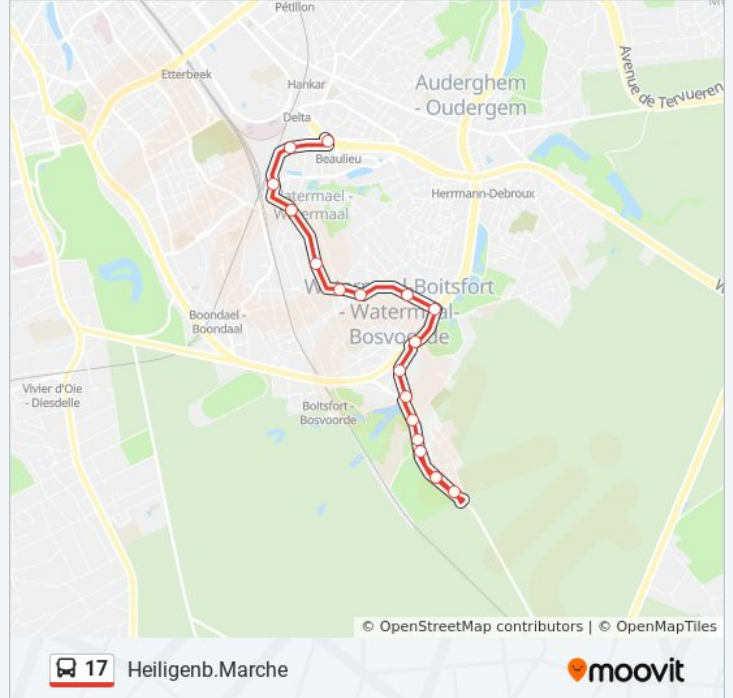 Pétillon
Etterbeek
Hankar
Auderghem
- Oudergem
Avenue de Tervueren
Delta
Beaulieu
Watermael -
Watermaal
Herrmann-Debroux
Watermael-Boitsfort
- Watermaal-
Bosvoorde
Boondael -
Boondaal
Vivier d'Oie
- Diesdelle
Boitsfort -
Bosvoorde
© OpenStreetMap contributors | © OpenMapTiles
17 Heiligenb.Marche
moovit